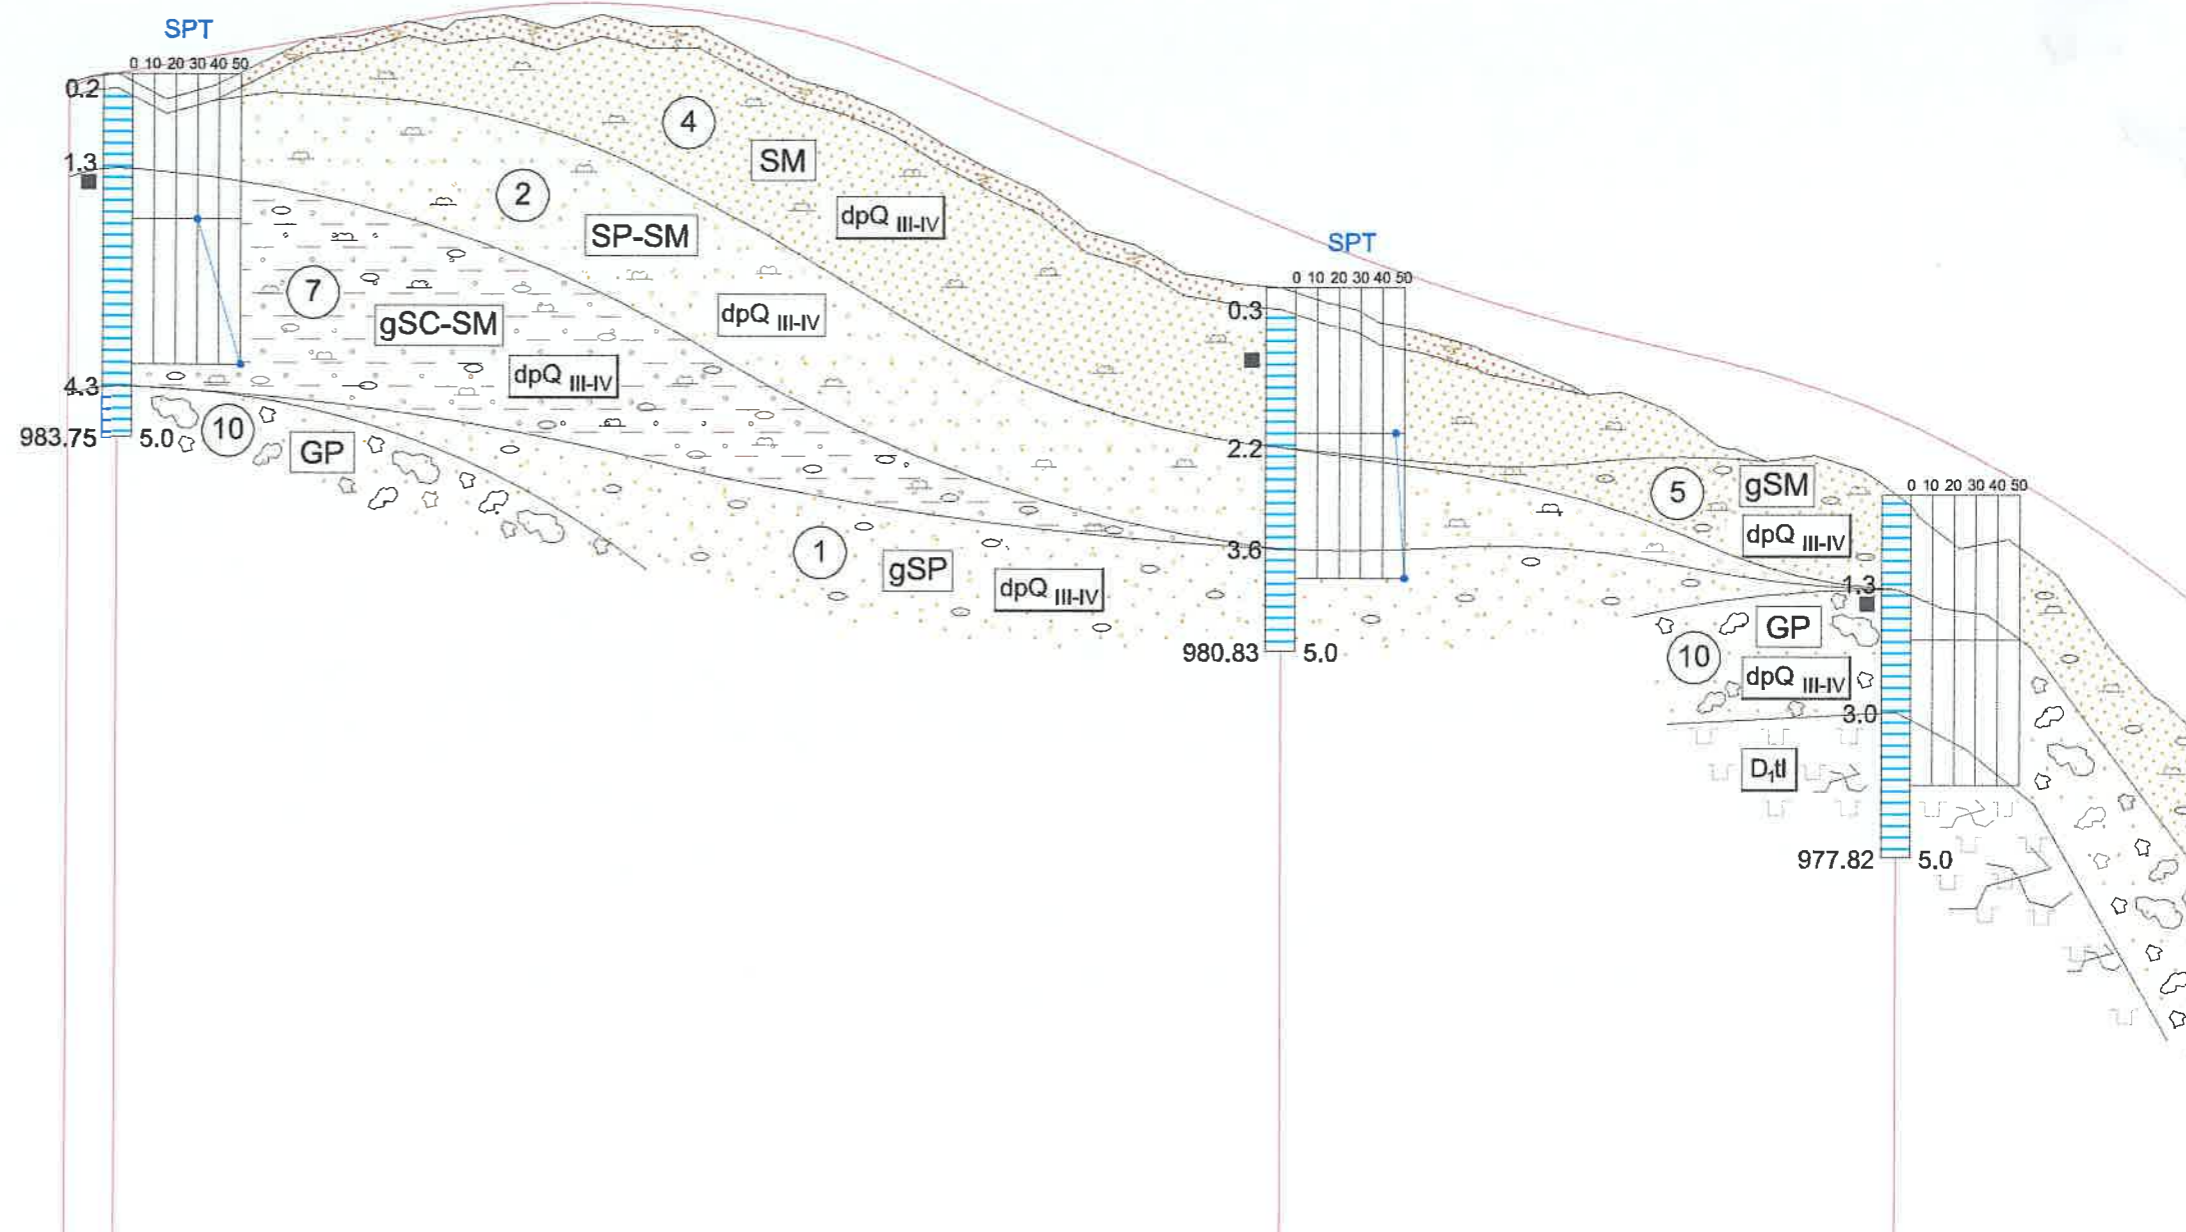 SPT
0 10 20 30 40 50
0.2
4
1.3
SM
2
dpQ III-IV
SP-SM
SPT
0 10 20 30 40 50
7
0.3
dpQ III-IV
gSC-SM
dpQ III-IV
4.3
983.75 5.0
10
GP
2.2
5
gSM
0 10 20 30 40 50
dpQ III-IV
1
3.6
gSP
dpQ III-IV
1.3
980.83 5.0
GP
10
dpQ III-IV
3.0
D1tl
977.82 5.0